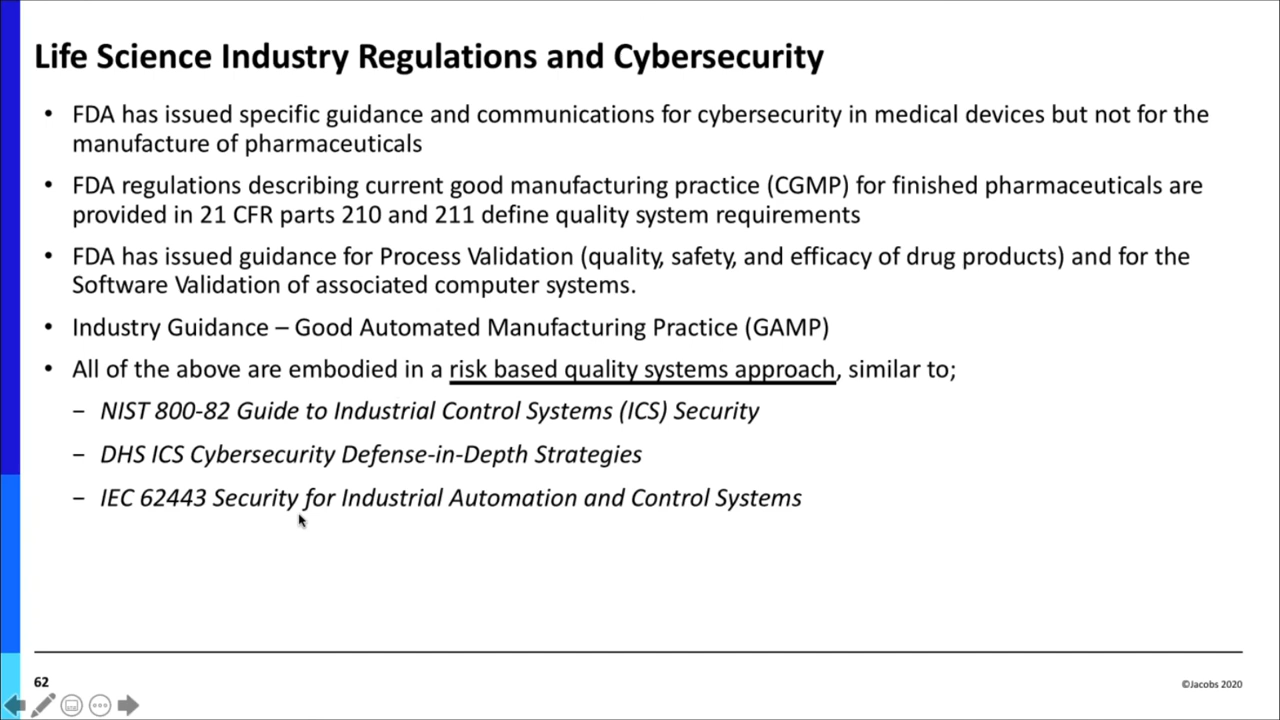 Life Science Industry Regulations and Cybersecurity
• FDA has issued specific guidance and communications for cybersecurity in medical devices but not for the
manufacture of pharmaceuticals
• FDA regulations describing current good manufacturing practice (CGMP) for finished pharmaceuticals are
provided in 21 CFR parts 210 and 211 define quality system requirements
• FDA has issued guidance for Process Validation (quality, safety, and efficacy of drug products) and for the
Software Validation of associated computer systems.
• Industry Guidance – Good Automated Manufacturing Practice (GAMP)
• All of the above are embodied in a risk based quality systems approach, similar to;
− NIST 800-82 Guide to Industrial Control Systems (ICS) Security
− DHS ICS Cybersecurity Defense-in-Depth Strategies
− IEC 62443 Security for Industrial Automation and Control Systems
62
©Jacobs 2020